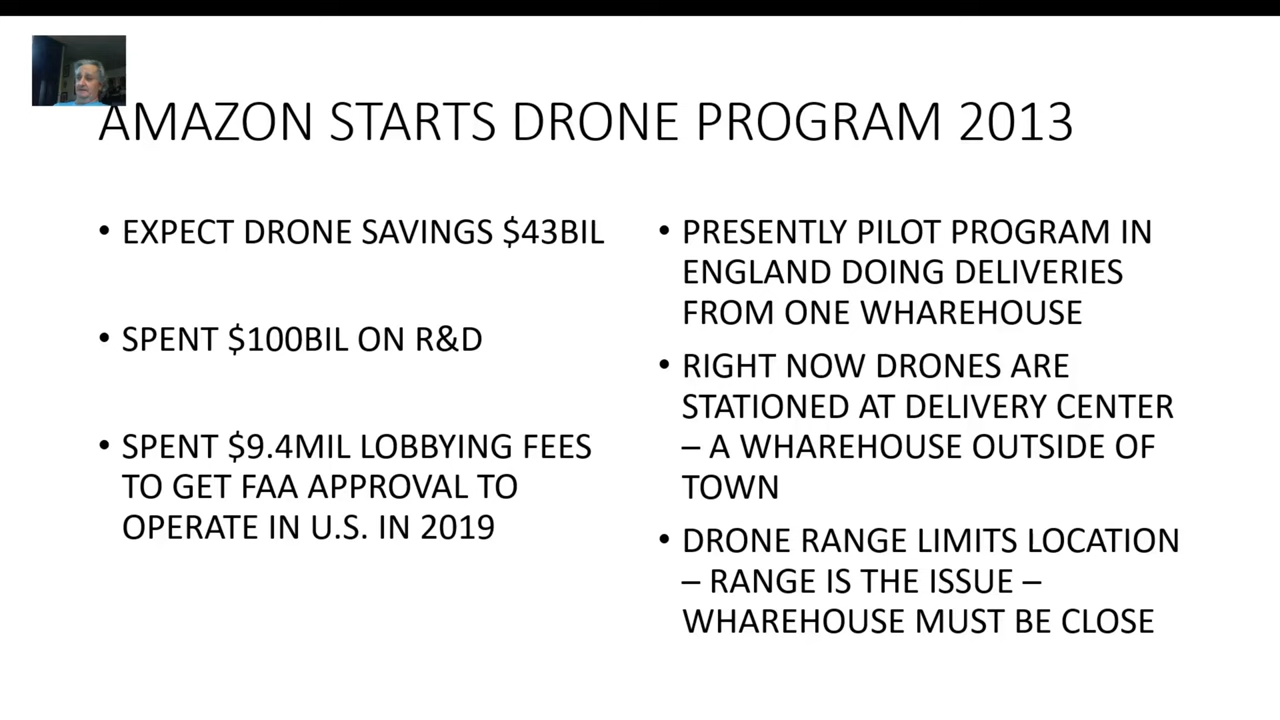 AMAZON STARTS DRONE PROGRAM 2013
• EXPECT DRONE SAVINGS $43BIL
• SPENT $100BIL ON R&D
• SPENT $9.4MIL LOBBYING FEES
TO GET FAA APPROVAL TO
OPERATE IN U.S. IN 2019
• PRESENTLY PILOT PROGRAM IN
ENGLAND DOING DELIVERIES
FROM ONE WHAREHOUSE
• RIGHT NOW DRONES ARE
STATIONED AT DELIVERY CENTER
– A WHAREHOUSE OUTSIDE OF
TOWN
• DRONE RANGE LIMITS LOCATION
– RANGE IS THE ISSUE –
WHAREHOUSE MUST BE CLOSE